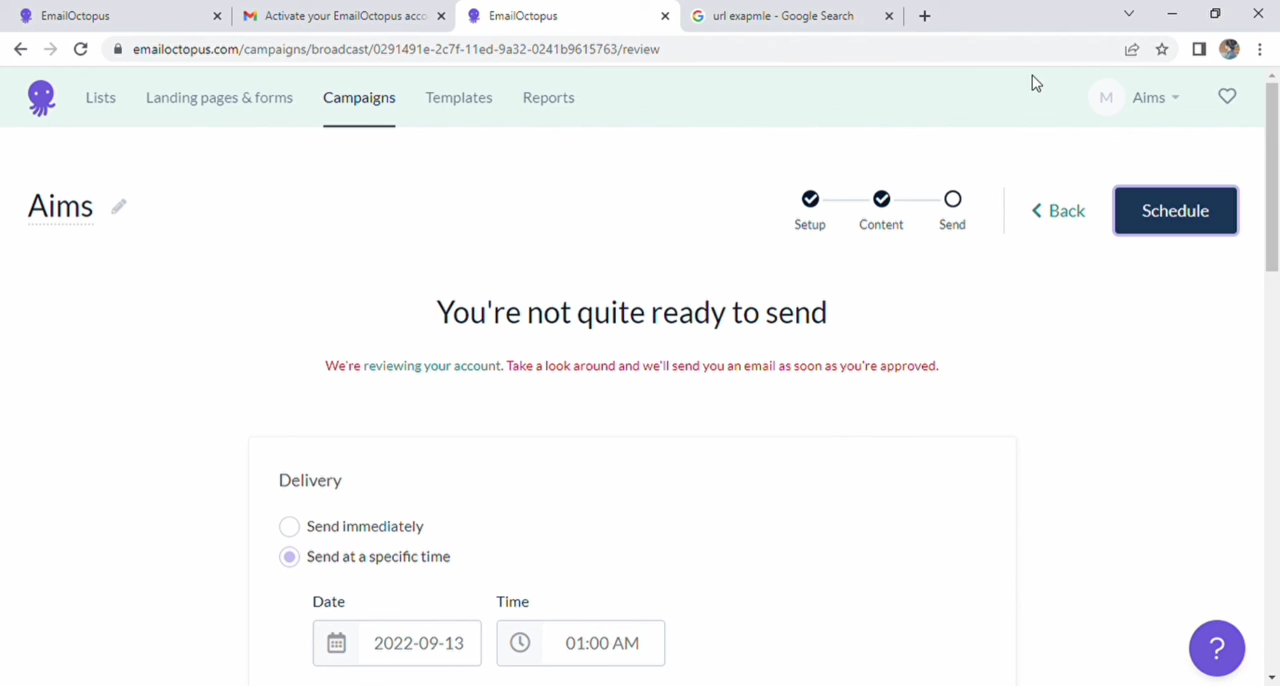 EmailOctopus
Activate your EmailOctopus acco
EmailOctopus
url exapmle - Google Search
emailoctopus.com/campaigns/broadcast/0291491e-2c7f-11ed-9a32-0241b9615763/review
Lists
Landing pages & forms
Campaigns
Templates
Reports
M
Aims
Aims
Setup
Content
Send
Back
Schedule
You're not quite ready to send
We're reviewing your account. Take a look around and we'll send you an email as soon as you're approved.
Delivery
Send immediately
Send at a specific time
Date
Time
2022-09-13
01:00 AM
?